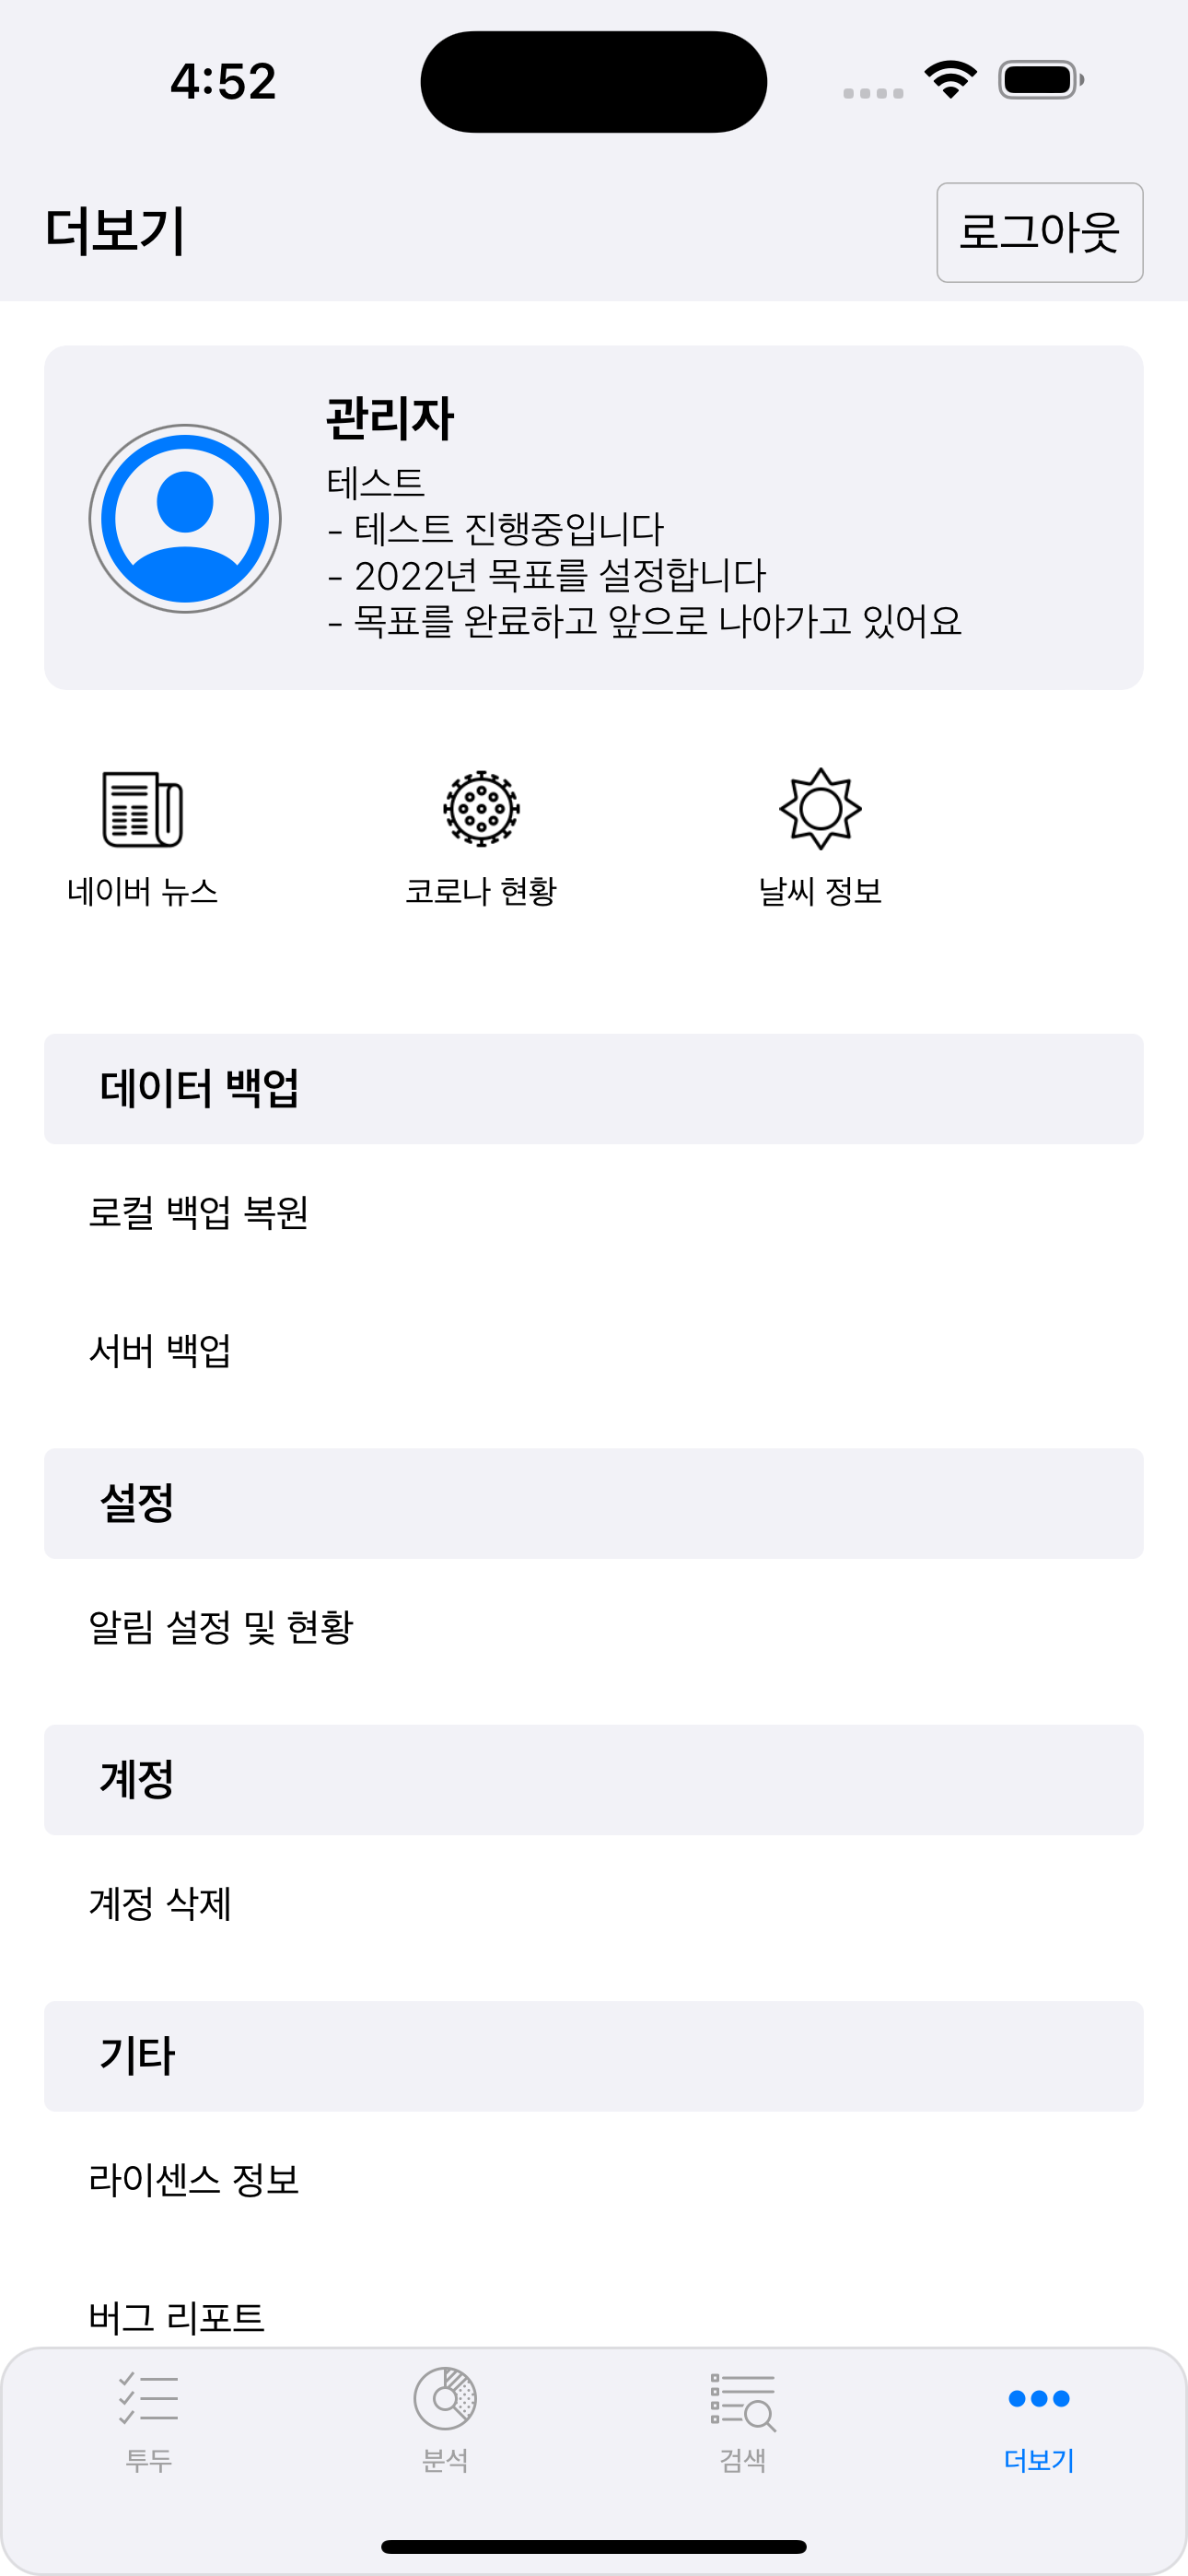 4:52
더보기
로그아웃
관리자
테스트
- 테스트 진행중입니다
- 2022년 목표를 설정합니다
- 목표를 완료하고 앞으로 나아가고 있어요
네이버 뉴스
코로나 현황
날씨 정보
데이터 백업
로컬 백업 복원
서버 백업
설정
알림 설정 및 현황
계정
계정 삭제
기타
라이센스 정보
버그 리포트
투두
분석
검색
더보기